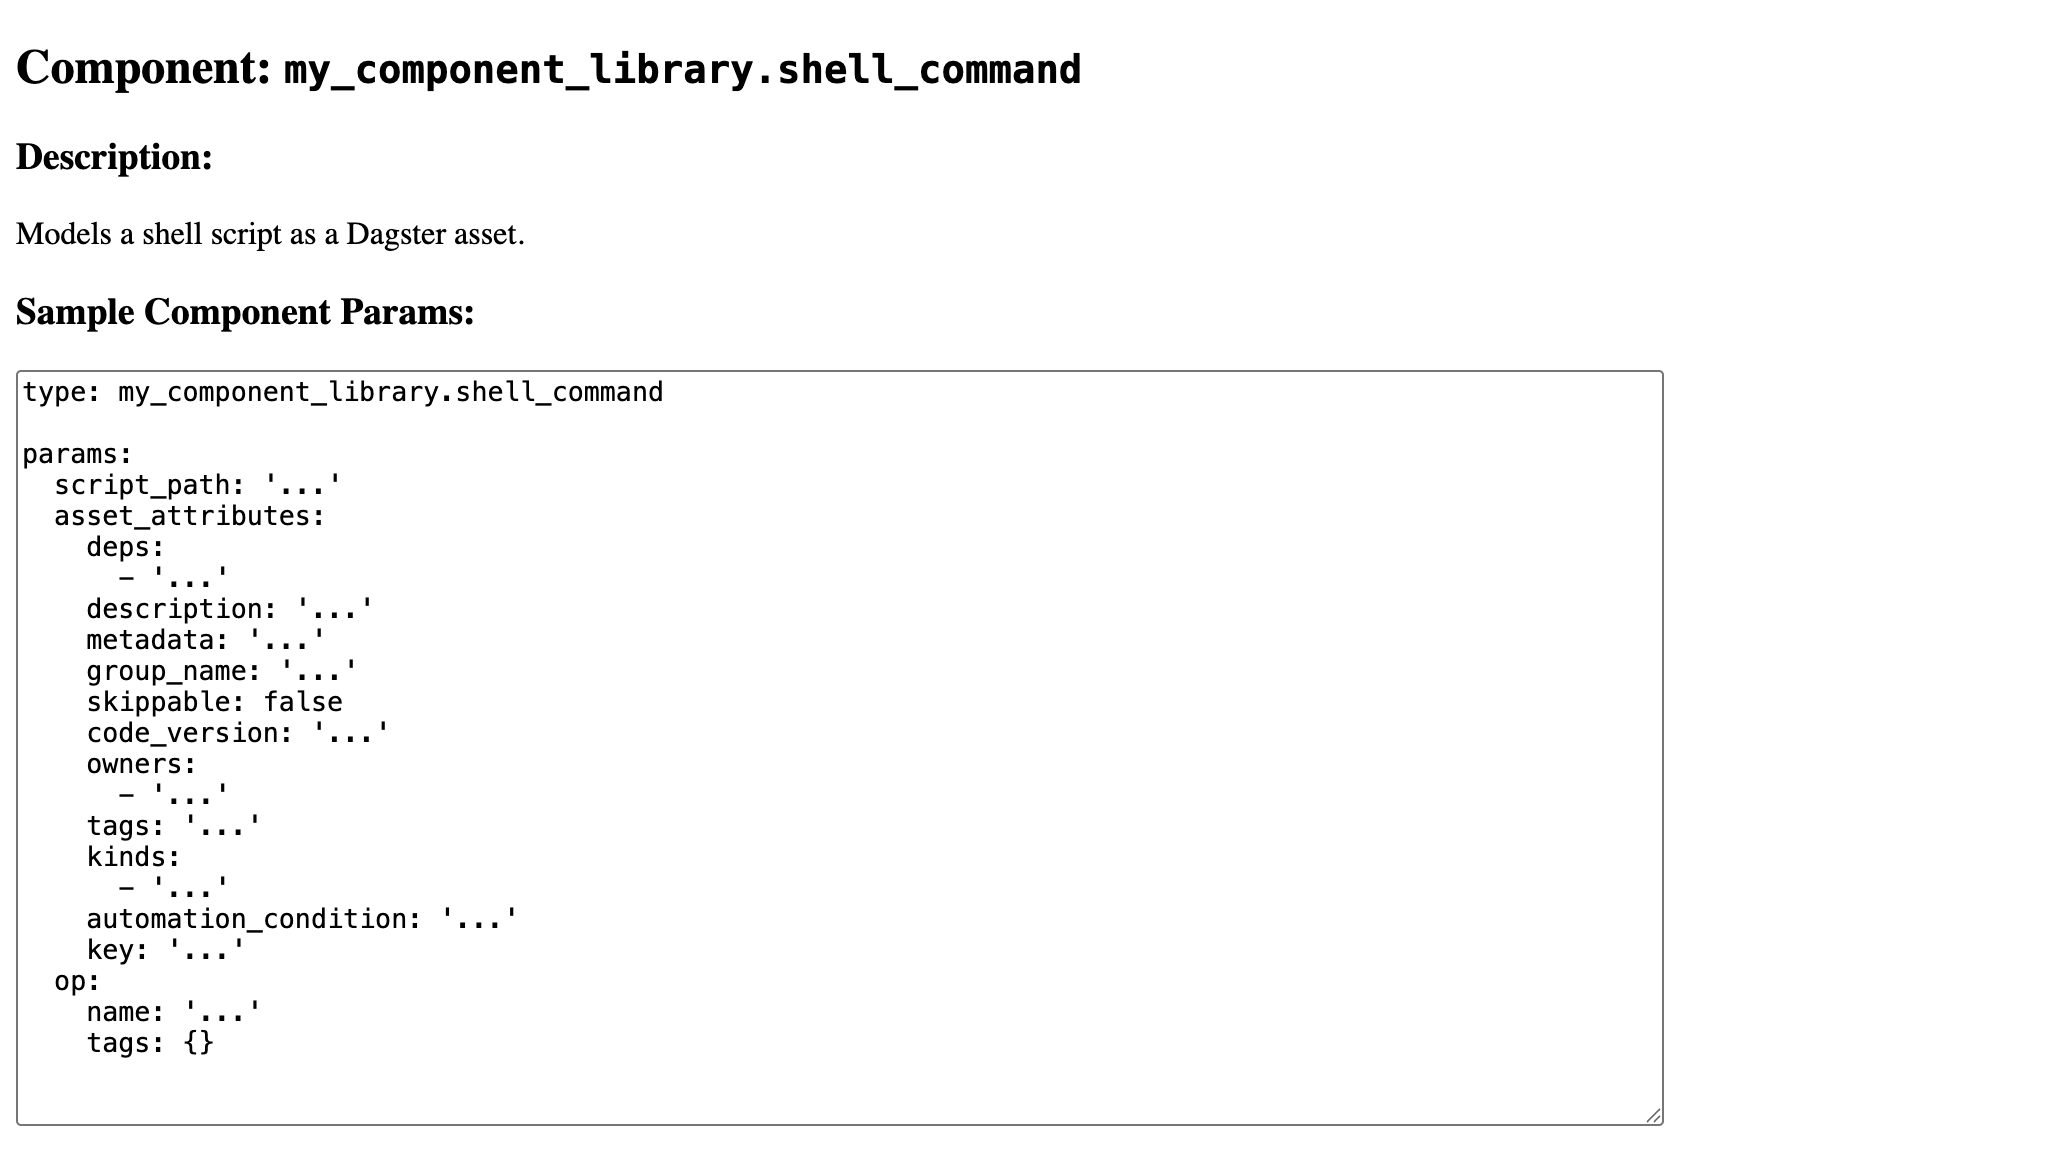 Component: my_component_library.shell_command
Description:
Models a shell script as a Dagster asset.
Sample Component Params:
type: my_component_library.shell_command

params:
  script_path: '...'
  asset_attributes:
    deps:
      - '...'
    description: '...'
    metadata: '...'
    group_name: '...'
    skippable: false
    code_version: '...'
    owners:
      - '...'
    tags: '...'
    kinds:
      - '...'
    automation_condition: '...'
    key: '...'
  op:
    name: '...'
    tags: {}